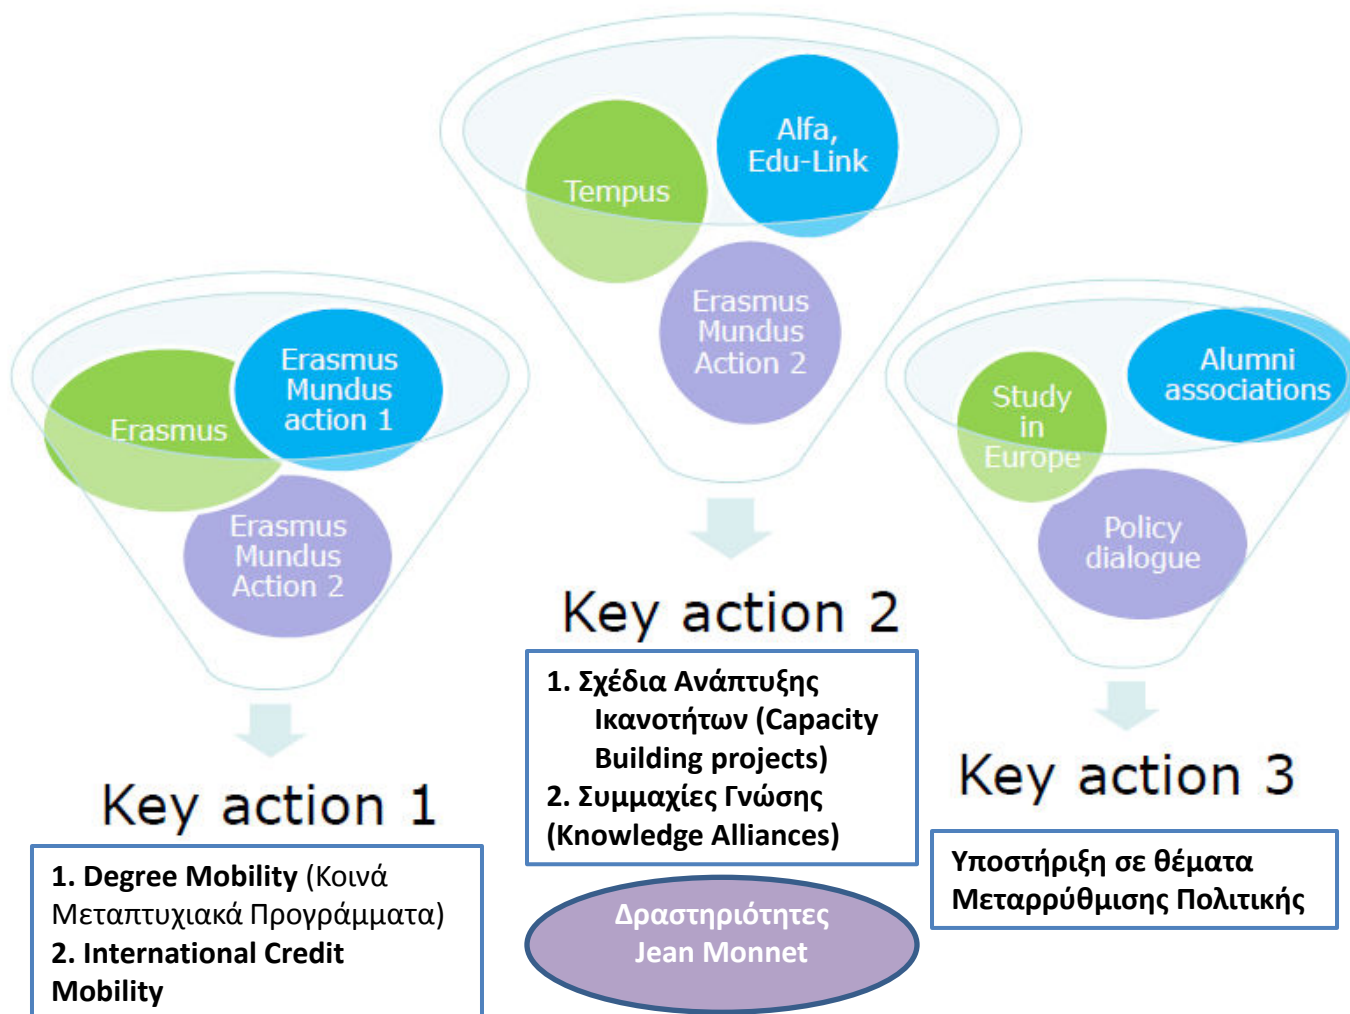 Erasmus
Erasmus
Mundus
action 1
Erasmus
Mundus
Action 2
Key action 1
1. Degree Mobility (Κοινά
Μεταπτυχιακά Προγράμματα)
2. International Credit
Mobility
Tempus
Alfa,
Edu-Link
Erasmus
Mundus
Action 2
Key action 2
1. Σχέδια Ανάπτυξης
Ικανοτήτων (Capacity
Building projects)
2. Συμμαχίες Γνώσης
(Knowledge Alliances)
Δραστηριότητες
Jean Monnet
Study
in
Europe
Alumni
associations
Policy
dialogue
Key action 3
Υποστήριξη σε θέματα
Μεταρρύθμισης Πολιτικής